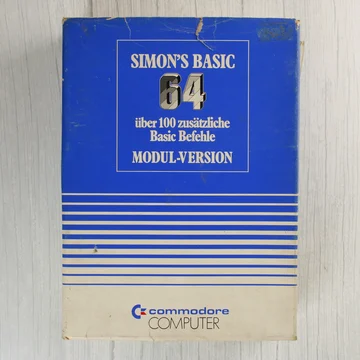 SIMON'S BASIC
64
über 100 zusätzliche
Basic Befehle
MODUL-VERSION
commodore
COMPUTER